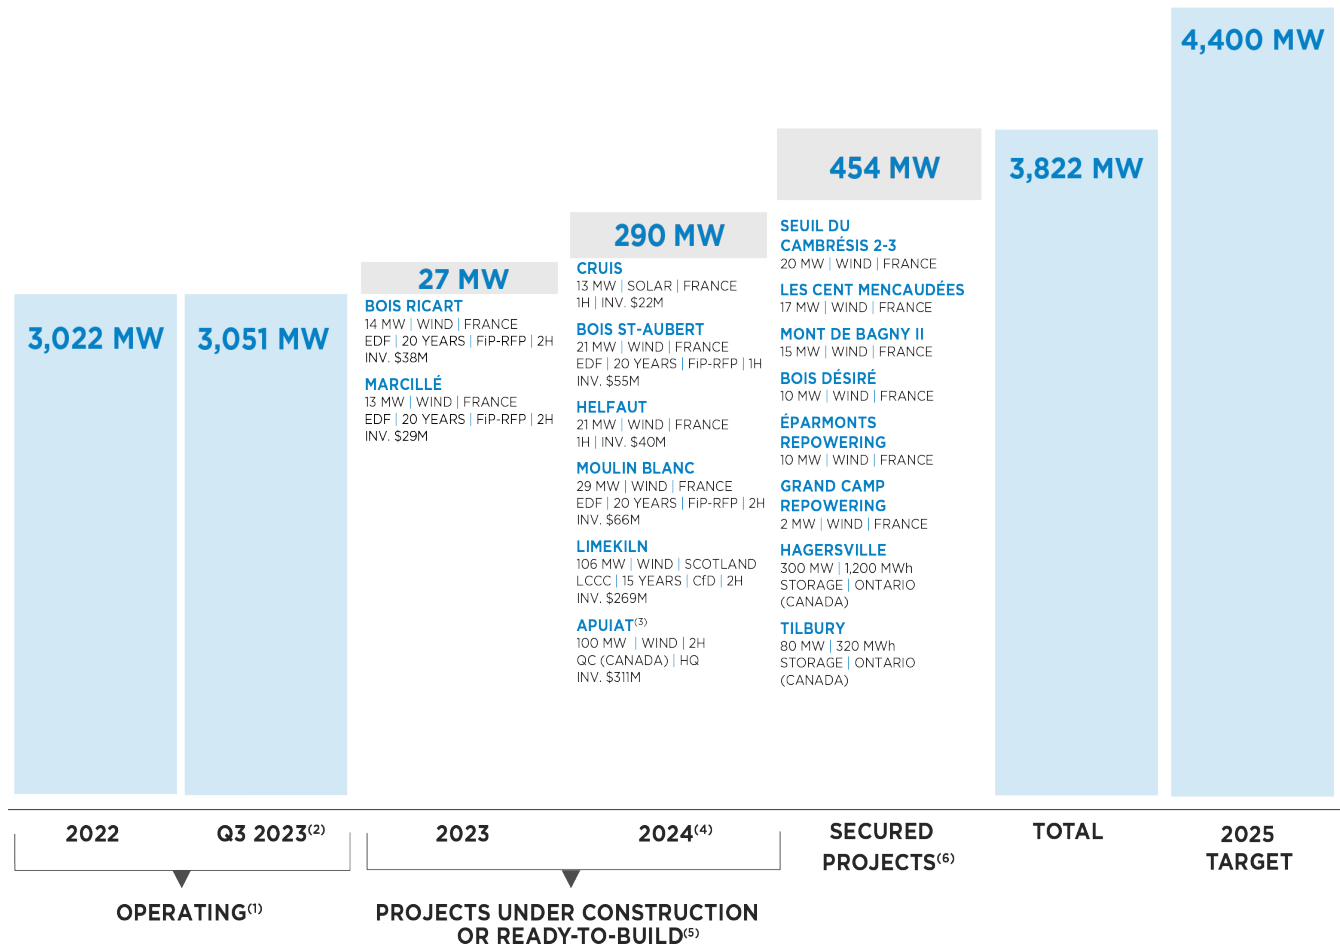 4,400 MW
3,022 MW
3,051 MW
27 MW
BOIS RICART
14 MW | WIND | FRANCE
EDF | 20 YEARS | FiP-RFP | 2H
INV. $38M
MARCILLÉ
13 MW | WIND | FRANCE
EDF | 20 YEARS | FiP-RFP | 2H
INV. $29M
290 MW
CRUIS
13 MW | SOLAR | FRANCE
1H | INV. $22M
BOIS ST-AUBERT
21 MW | WIND | FRANCE
EDF | 20 YEARS | FiP-RFP | 1H
INV. $55M
HELFAUT
21 MW | WIND | FRANCE
1H | INV. $40M
MOULIN BLANC
29 MW | WIND | FRANCE
EDF | 20 YEARS | FiP-RFP | 2H
INV. $66M
LIMEKILN
106 MW | WIND | SCOTLAND
LCCC | 15 YEARS | CfD | 2H
INV. $269M
APUIAT(3)
100 MW | WIND | 2H
QC (CANADA) | HQ
INV. $311M
454 MW
SEUIL DU
CAMBRÉSIS 2-3
20 MW | WIND | FRANCE
LES CENT MENCAUDÉES
17 MW | WIND | FRANCE
MONT DE BAGNY II
15 MW | WIND | FRANCE
BOIS DÉSIRÉ
10 MW | WIND | FRANCE
ÉPARMONTS
REPOWERING
10 MW | WIND | FRANCE
GRAND CAMP
REPOWERING
2 MW | WIND | FRANCE
HAGERSVILLE
300 MW | 1,200 MWh
STORAGE | ONTARIO
(CANADA)
TILBURY
80 MW | 320 MWh
STORAGE | ONTARIO
(CANADA)
3,822 MW
2022
Q3 2023(2)
2023
2024(4)
SECURED
PROJECTS(6)
TOTAL
2025
TARGET
OPERATING(1)
PROJECTS UNDER CONSTRUCTION
OR READY-TO-BUILD(5)